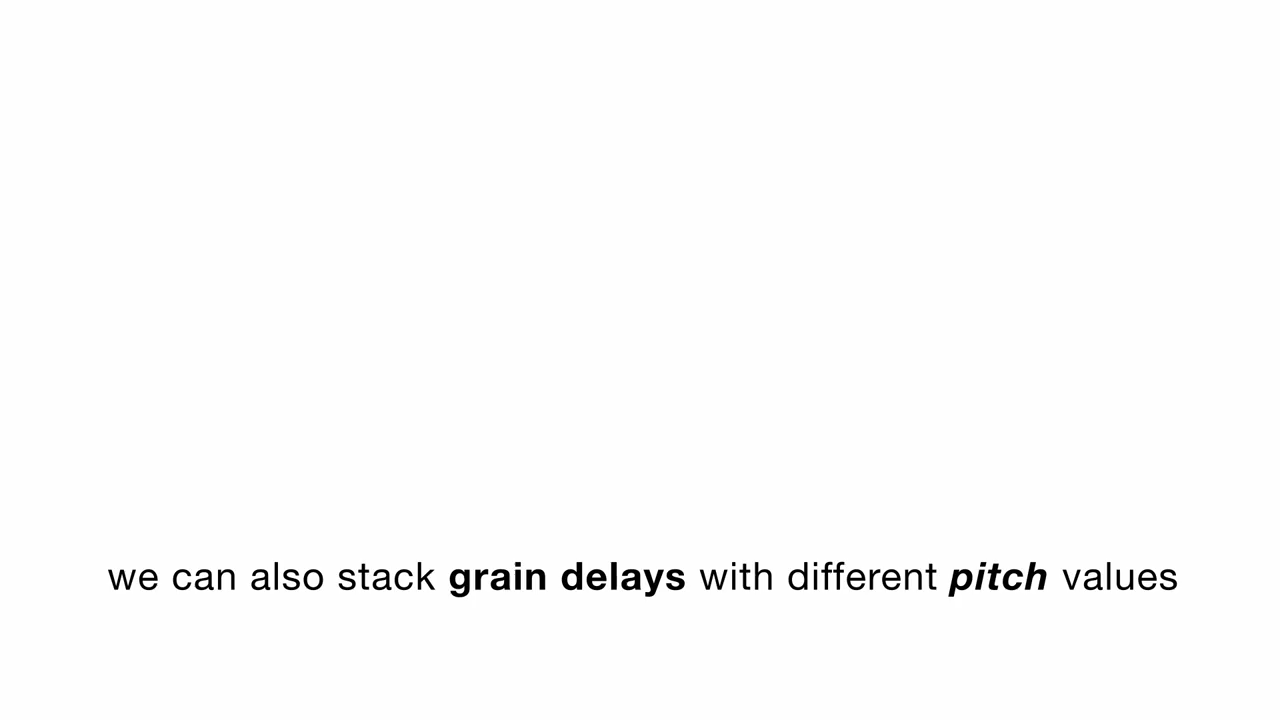 we can also stack grain delays with different pitch values